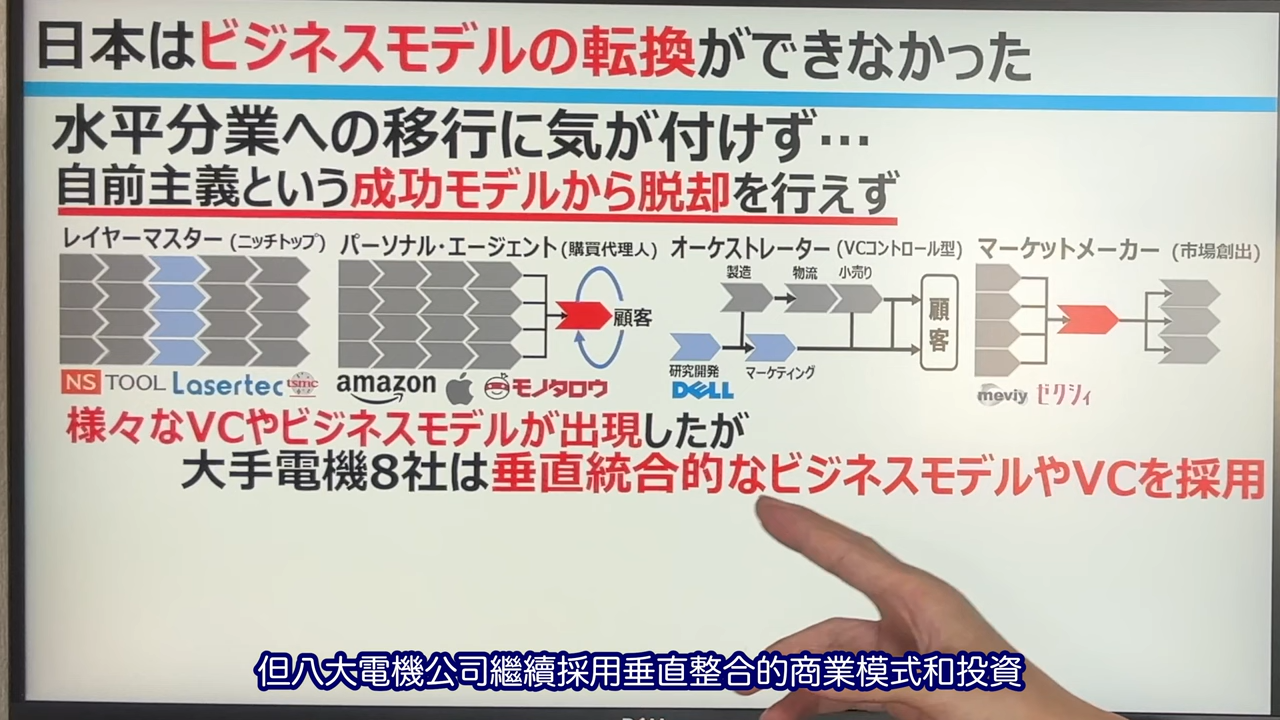 日本はビジネスモデルの転換ができなかった
水平分業への移行に気が付けず…
自前主義という成功モデルから脱却を行えず
レイヤーマスター (ニッチトップ)
NS TOOL Lasertec tsmc
パーソナル・エージェント (購買代理人)
顧客
amazon モノタロウ
オーケストレーター (VCコントロール型)
製造 物流 小売り
顧客
研究開発 マーケティング
DELL
マーケットメーカー (市場創出)
meviy ゼクシィ
様々なVCやビジネスモデルが出現したが
大手電機8社は垂直統合的なビジネスモデルやVCを採用
但八大電機公司繼續採用垂直整合的商業模式和投資